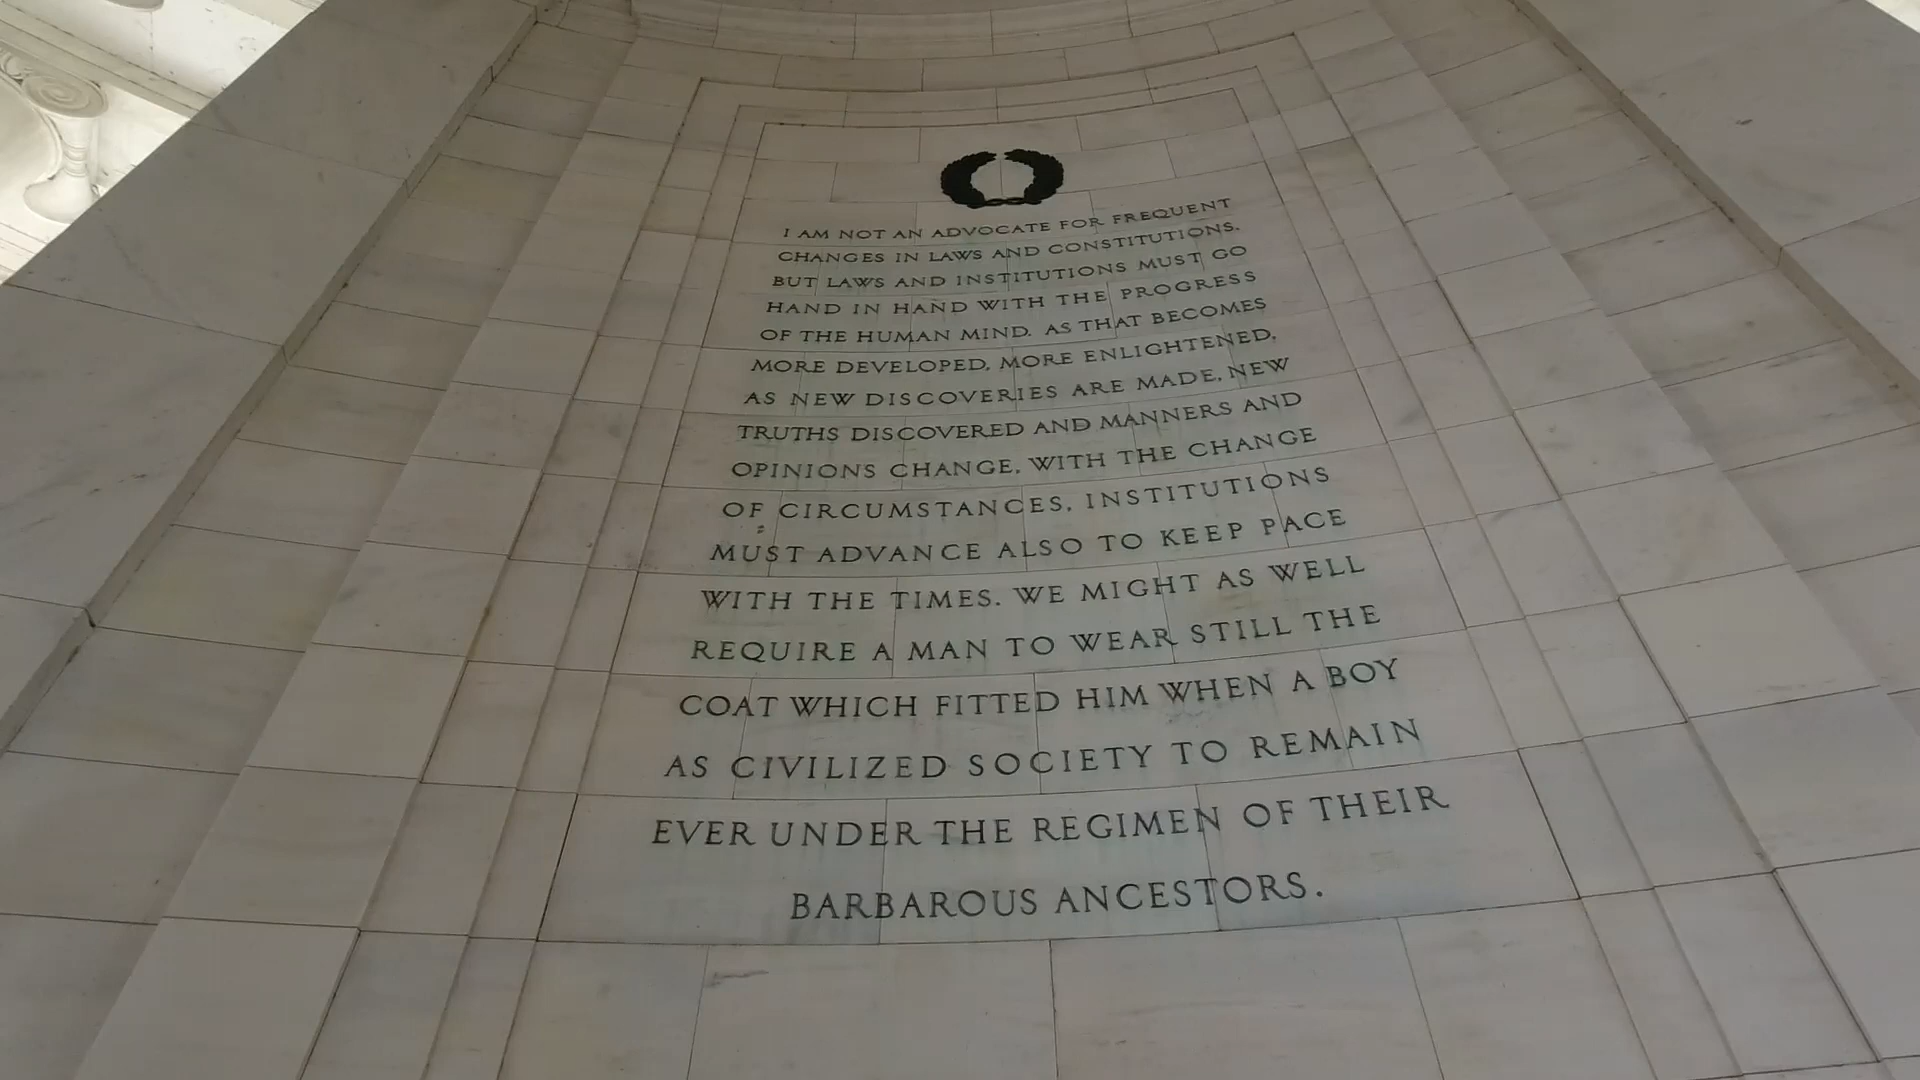 I AM NOT AN ADVOCATE FOR FREQUENT
CHANGES IN LAWS AND CONSTITUTIONS.
BUT LAWS AND INSTITUTIONS MUST GO
HAND IN HAND WITH THE PROGRESS
OF THE HUMAN MIND. AS THAT BECOMES
MORE DEVELOPED, MORE ENLIGHTENED,
AS NEW DISCOVERIES ARE MADE, NEW
TRUTHS DISCOVERED AND MANNERS AND
OPINIONS CHANGE, WITH THE CHANGE
OF CIRCUMSTANCES, INSTITUTIONS
MUST ADVANCE ALSO TO KEEP PACE
WITH THE TIMES. WE MIGHT AS WELL
REQUIRE A MAN TO WEAR STILL THE
COAT WHICH FITTED HIM WHEN A BOY
AS CIVILIZED SOCIETY TO REMAIN
EVER UNDER THE REGIMEN OF THEIR
BARBAROUS ANCESTORS.